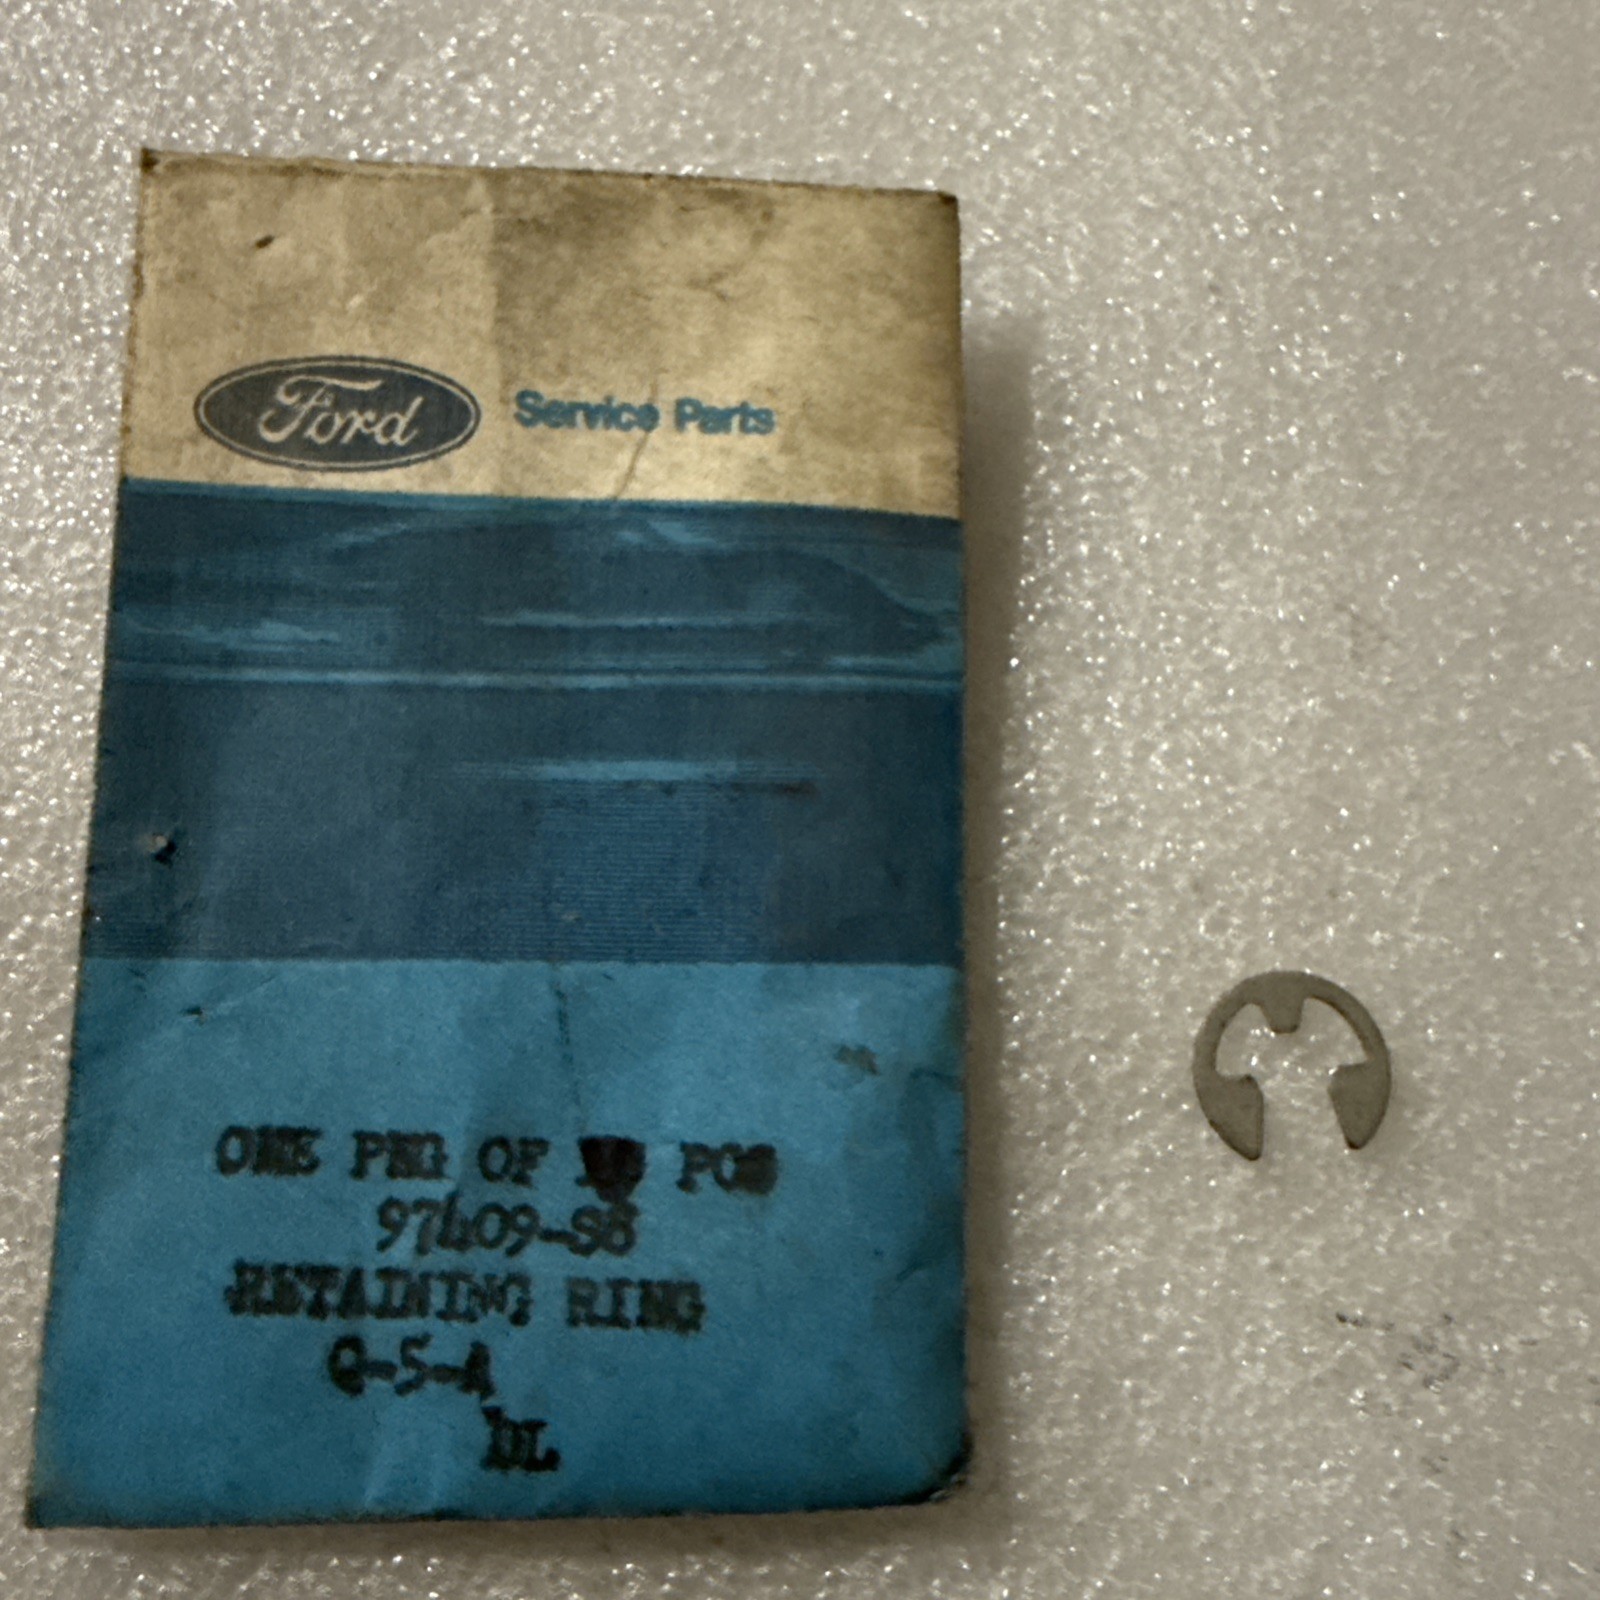 Ford Service Parts
ONE PKG OF PCS
97409-S8
RETAINING RING
Q-5-A
DL